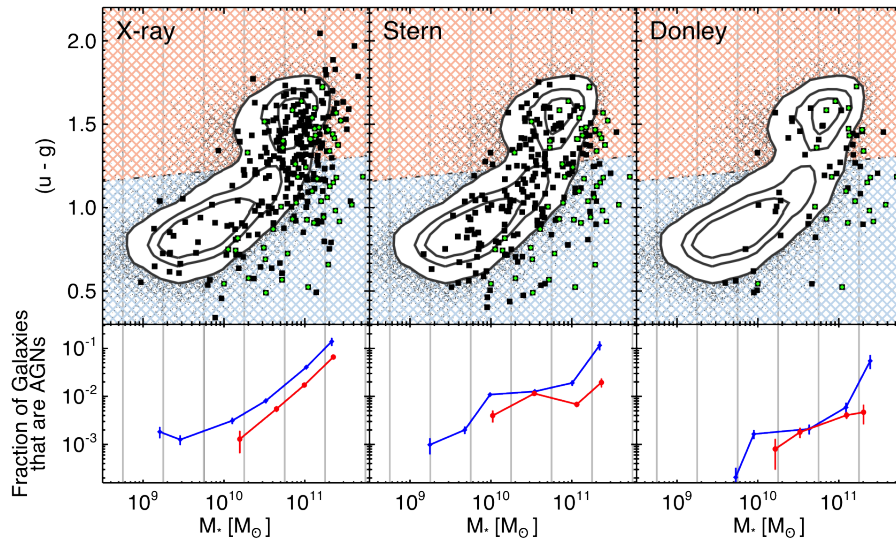 X-ray Stern Donley
2.0
1.5
1.0
0.5
(u - g)
10⁻¹
10⁻²
10⁻³
Fraction of Galaxies
that are AGNs
10⁹ 10¹⁰ 10¹¹ 10⁹ 10¹⁰ 10¹¹ 10⁹ 10¹⁰ 10¹¹
M⋆ [M⊙] M⋆ [M⊙] M⋆ [M⊙]